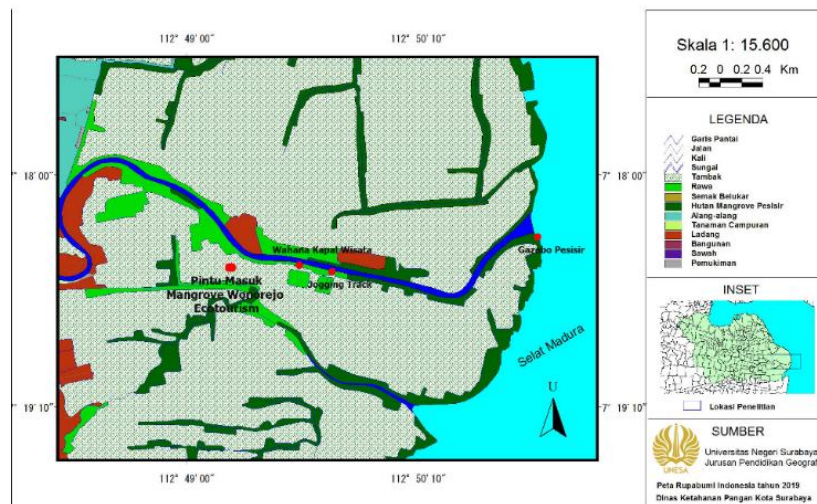 112° 49' 00"
112° 50' 10"
7° 18' 00"
7° 19' 10"
Wahana Kapal Wisata
Gazebo Pesisir
Pintu Masuk
Mangrove Wonorejo
Ecotourism
Jogging Track
Selat Madura
U
7° 18' 00"
7° 19' 10"
112° 49' 00"
112° 50' 10"
Skala 1: 15.600
0.2 0 0.2 0.4 Km
LEGENDA
Garis Pantai
Jalan
Kali
Sungai
Tambak
Rawa
Semak Belukar
Hutan Mangrove Pesisir
Alang-alang
Tanaman Campuran
Ladang
Bangunan
Sawah
Pemukiman
INSET
Lokasi Penelitian
SUMBER
UNESA
Universitas Negeri Surabaya
Jurusan Pendidikan Geografi
Peta Rupabumi Indonesia tahun 2019
Dinas Ketahanan Pangan Kota Surabaya